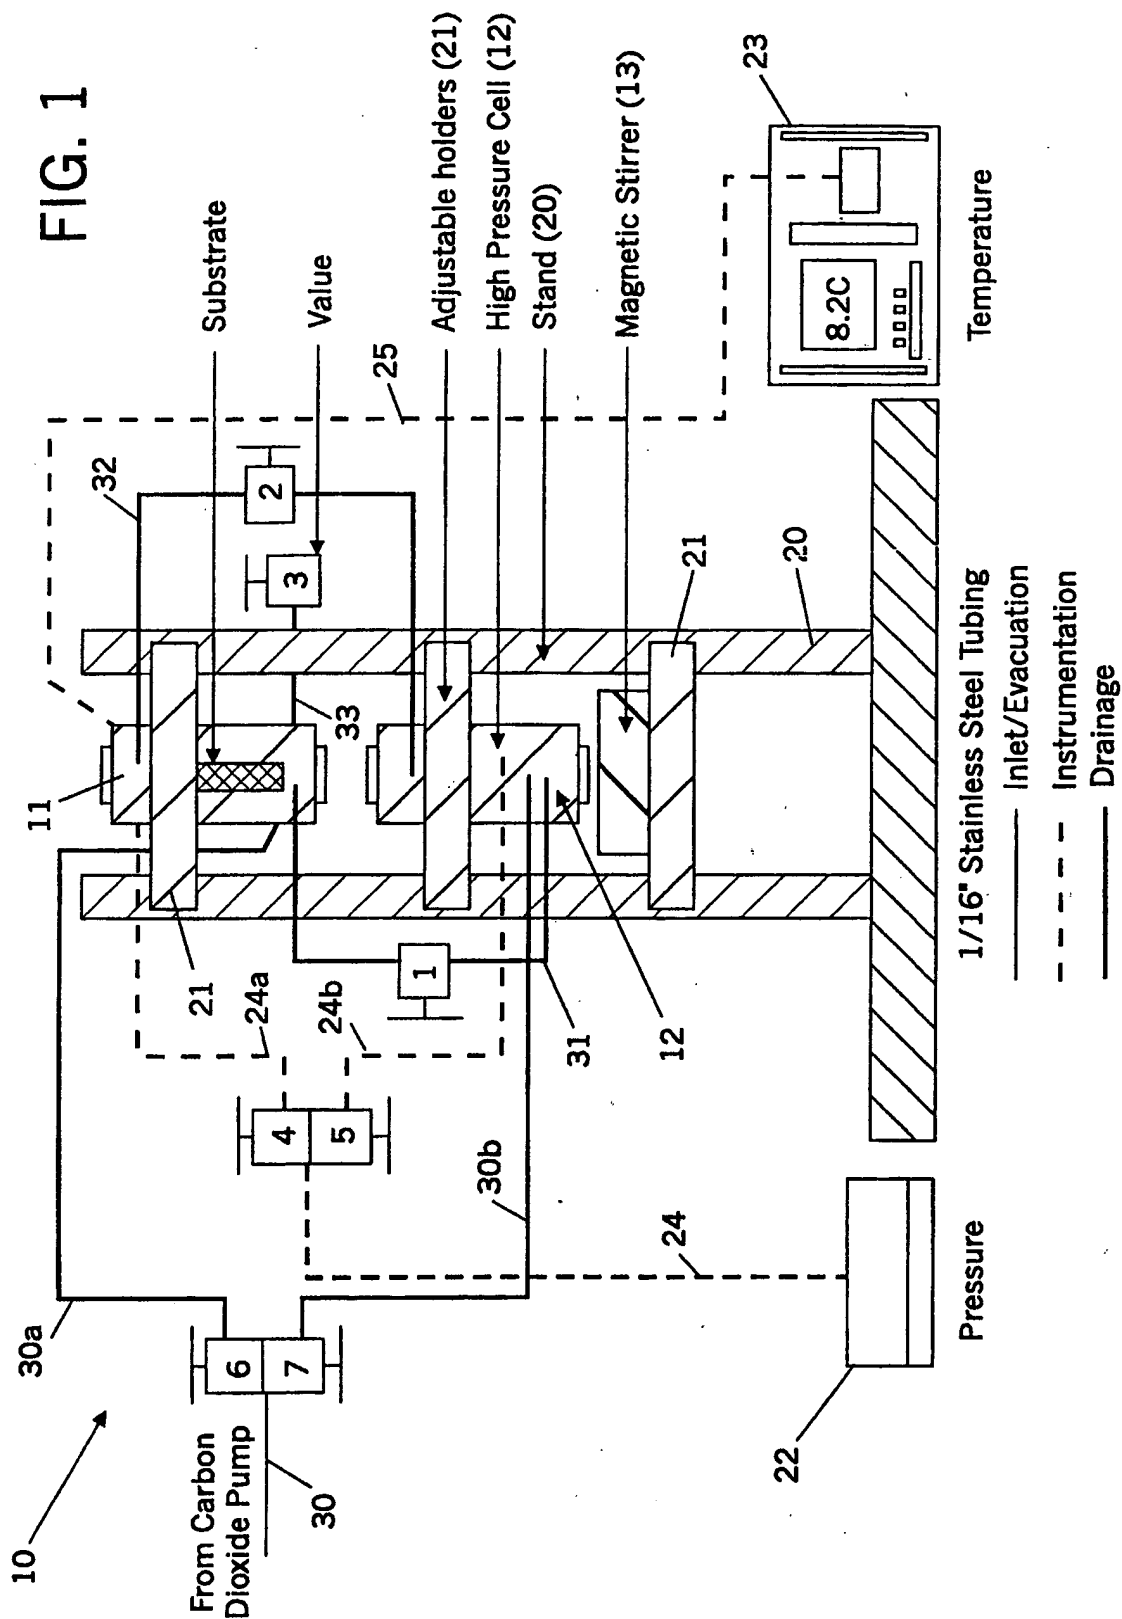 FIG. 1
10
From Carbon
Dioxide Pump
30
30a
6
7
30b
4
5
24a
24b
24
1
31
12
21
11
Substrate
32
2
3
Value
33
25
Adjustable holders (21)
High Pressure Cell (12)
Stand (20)
Magnetic Stirrer (13)
21
20
23
8.2C
Temperature
22
Pressure
1/16" Stainless Steel Tubing
Inlet/Evacuation
Instrumentation
Drainage